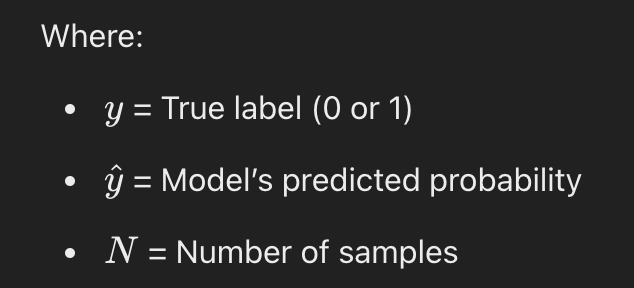 Where:
• y = True label (0 or 1)
• ŷ = Model’s predicted probability
• N = Number of samples